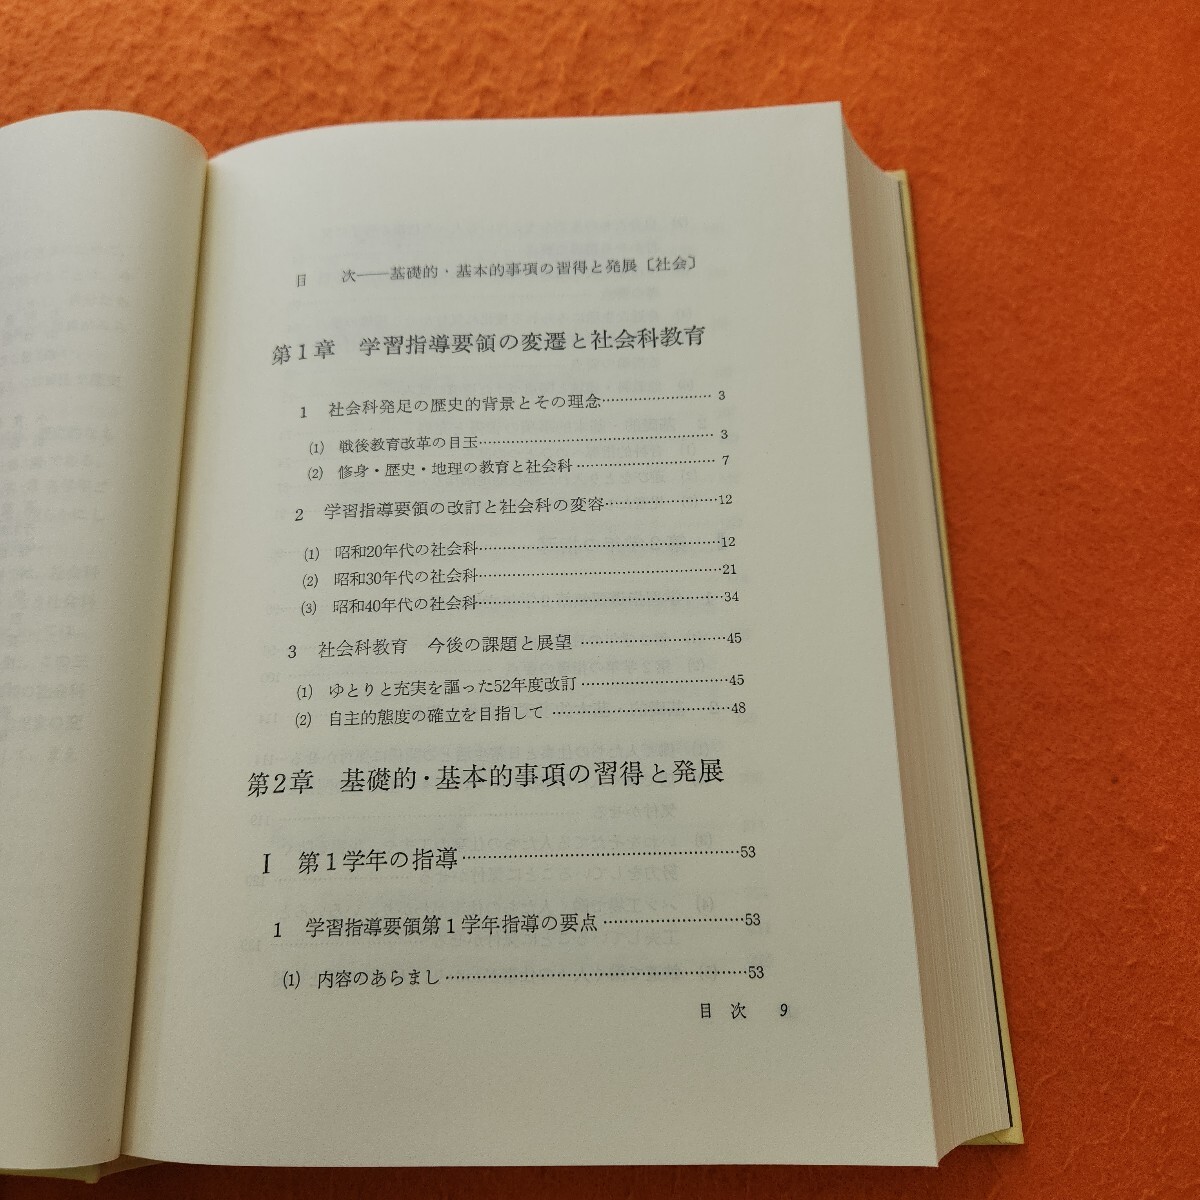 目　次――基礎的・基本的事項の習得と発展〔社会〕
第1章　学習指導要領の変遷と社会科教育
1　社会科発足の歴史的背景とその理念……………………3
(1)　戦後教育改革の目玉……………………………………3
(2)　修身・歴史・地理の教育と社会科……………………7
2　学習指導要領の改訂と社会科の変容…………………12
(1)　昭和20年代の社会科……………………………………12
(2)　昭和30年代の社会科……………………………………21
(3)　昭和40年代の社会科……………………………………34
3　社会科教育　今後の課題と展望………………………45
(1)　ゆとりと充実を謳った52年度改訂……………………45
(2)　自主的態度の確立を目指して…………………………48
第2章　基礎的・基本的事項の習得と発展
I　第1学年の指導……………………………………………53
1　学習指導要領第1学年指導の要点……………………53
(1)　内容のあらまし…………………………………………53
目　次　9